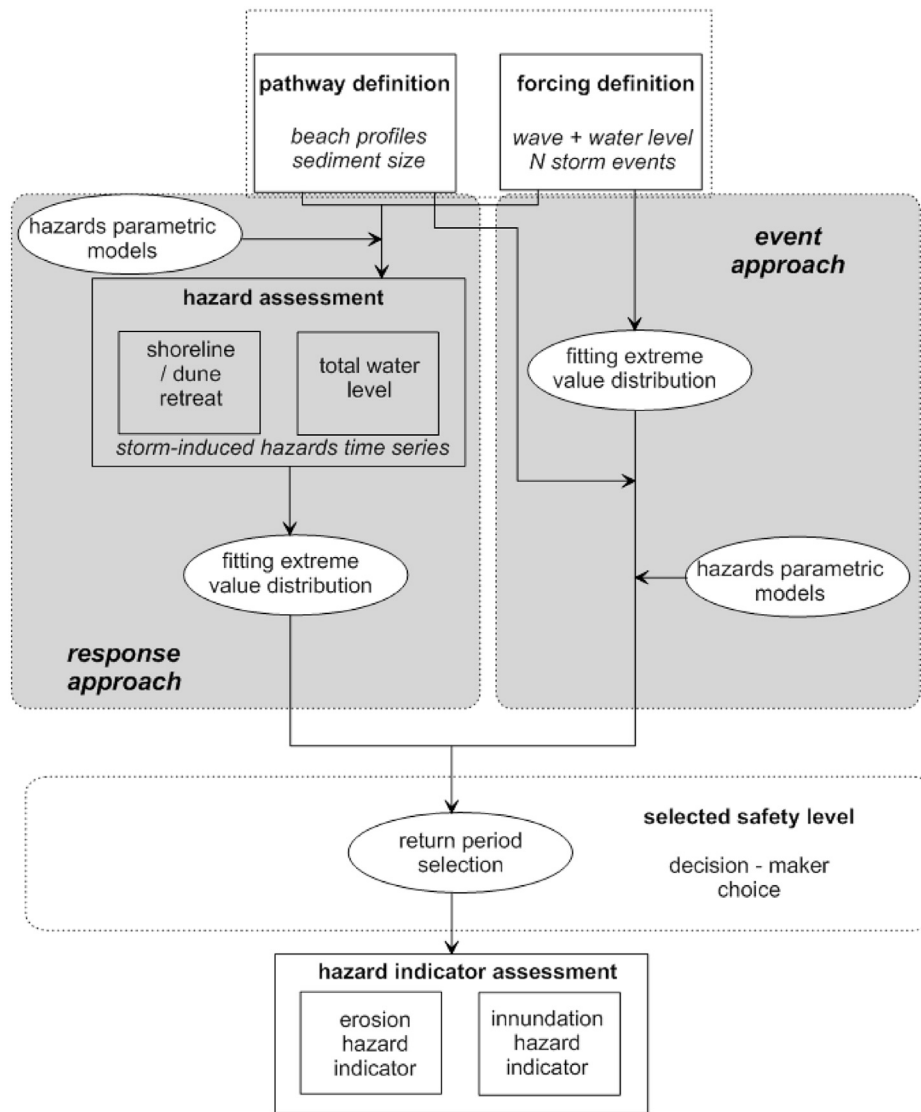 pathway definition
beach profiles
sediment size
forcing definition
wave + water level
N storm events
hazards parametric
models
event
approach
hazard assessment
shoreline
/ dune
retreat
total water
level
storm-induced hazards time series
fitting extreme
value distribution
fitting extreme
value distribution
hazards parametric
models
response
approach
return period
selection
selected safety level
decision - maker
choice
hazard indicator assessment
erosion
hazard
indicator
innundation
hazard
indicator